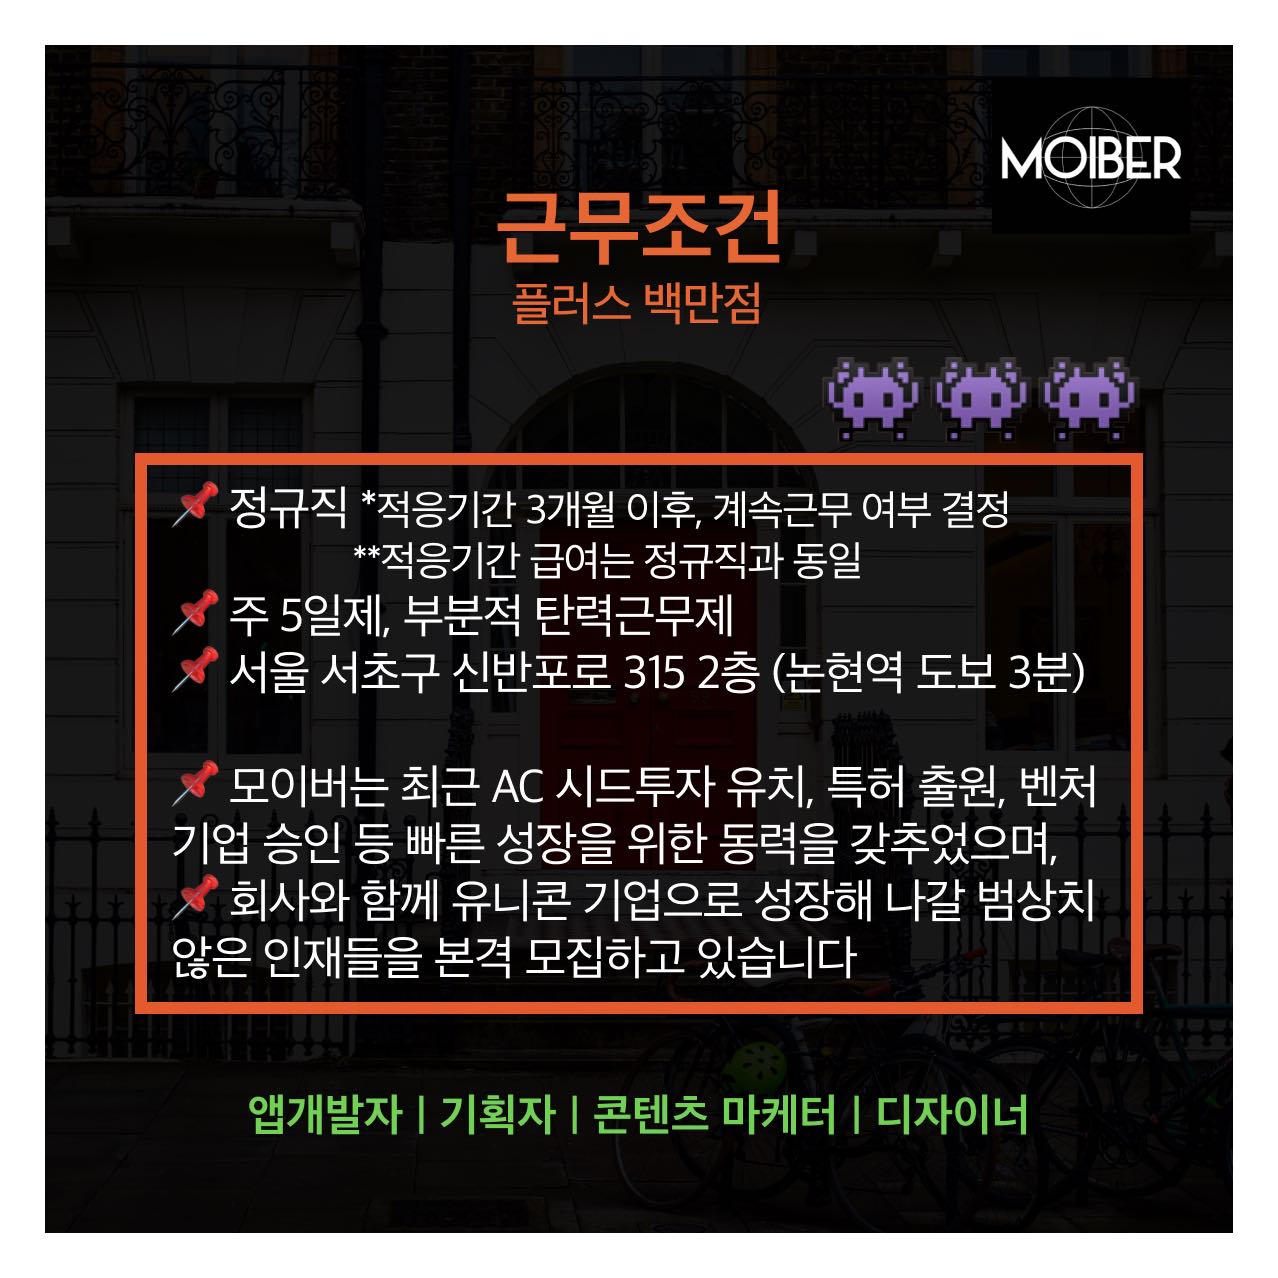 MOIBER
근무조건
플러스 백만점
정규직 *적응기간 3개월 이후, 계속근무 여부 결정
**적응기간 급여는 정규직과 동일
주 5일제, 부분적 탄력근무제
서울 서초구 신반포로 315 2층 (논현역 도보 3분)
모이버는 최근 AC 시드투자 유치, 특허 출원, 벤처
기업 승인 등 빠른 성장을 위한 동력을 갖추었으며,
회사와 함께 유니콘 기업으로 성장해 나갈 범상치
않은 인재들을 본격 모집하고 있습니다
앱개발자 | 기획자 | 콘텐츠 마케터 | 디자이너